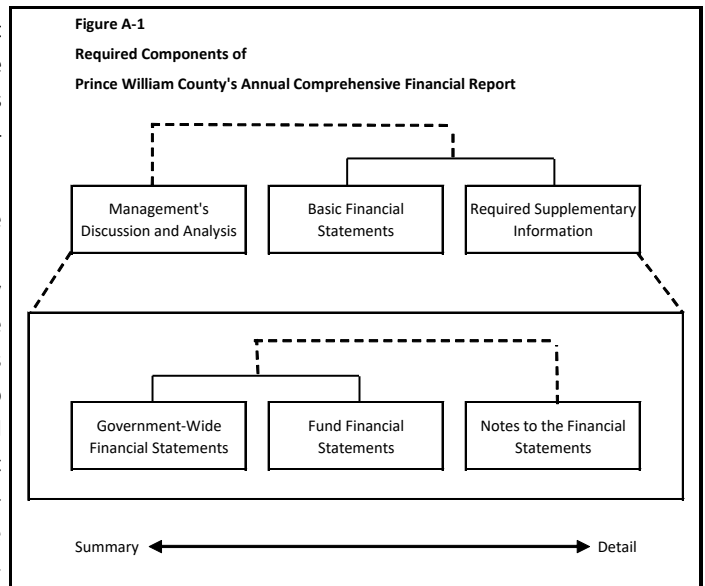 Figure A-1
Required Components of
Prince William County's Annual Comprehensive Financial Report
Management's
Discussion and Analysis
Basic Financial
Statements
Required Supplementary
Information
Government-Wide
Financial Statements
Fund Financial
Statements
Notes to the Financial
Statements
Summary
Detail